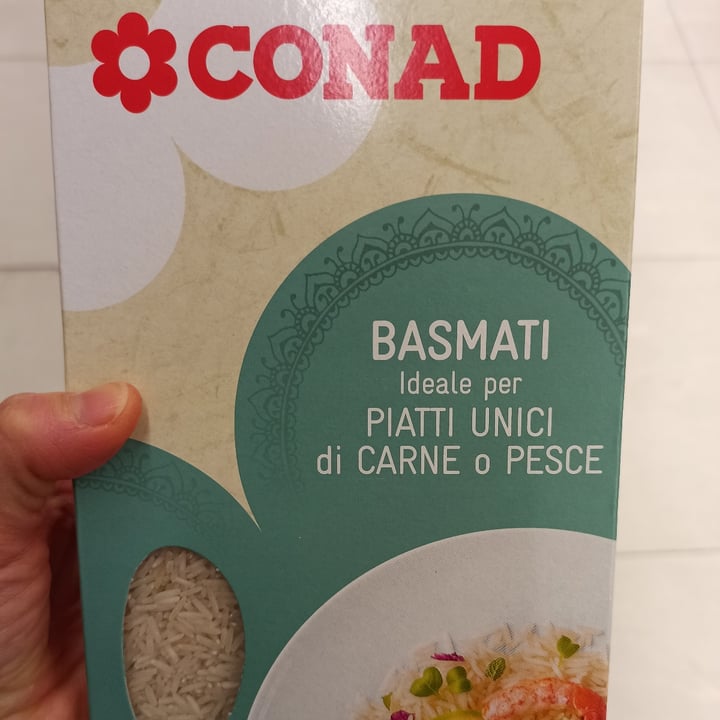 CONAD
BASMATI
Ideale per
PIATTI UNICI
di CARNE o PESCE